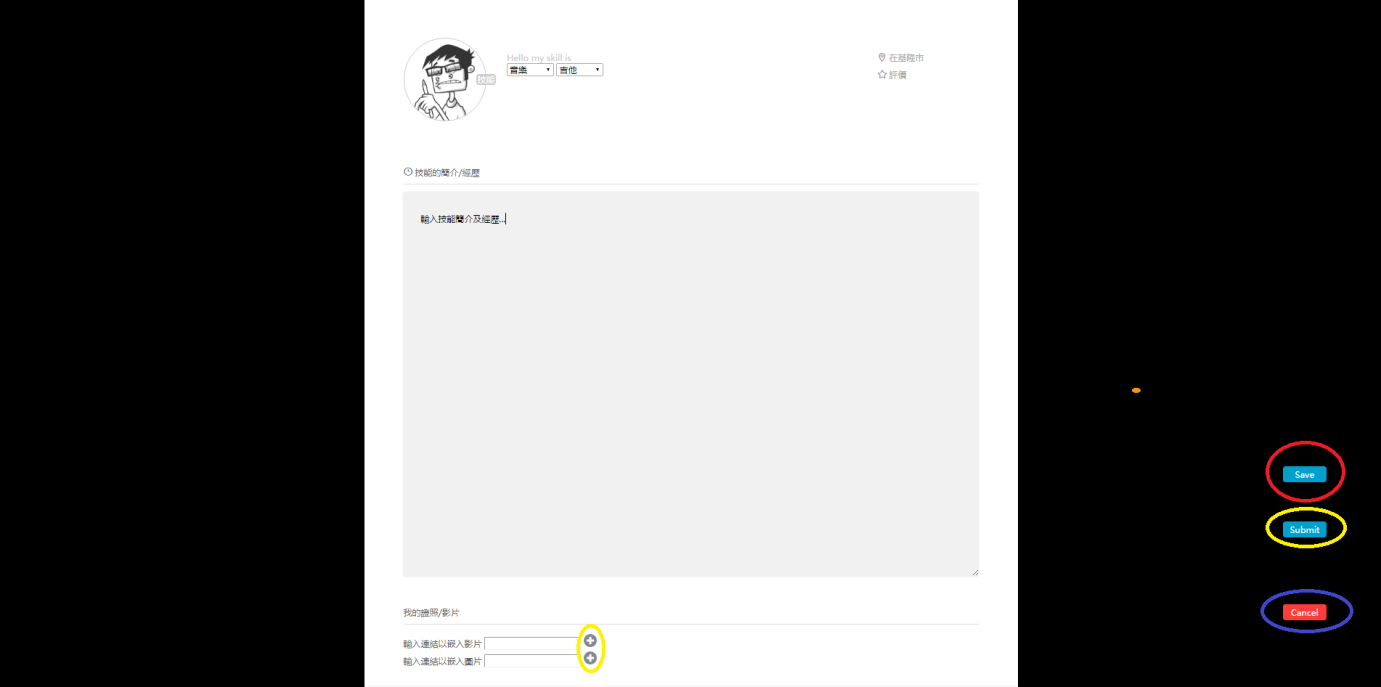 Hello my skill is
音樂 吉他
技能
在基隆市
評價
技能的簡介/經歷
輸入技能簡介及經歷...
Save
Submit
Cancel
我的證照/影片
輸入連結以嵌入影片
輸入連結以嵌入圖片